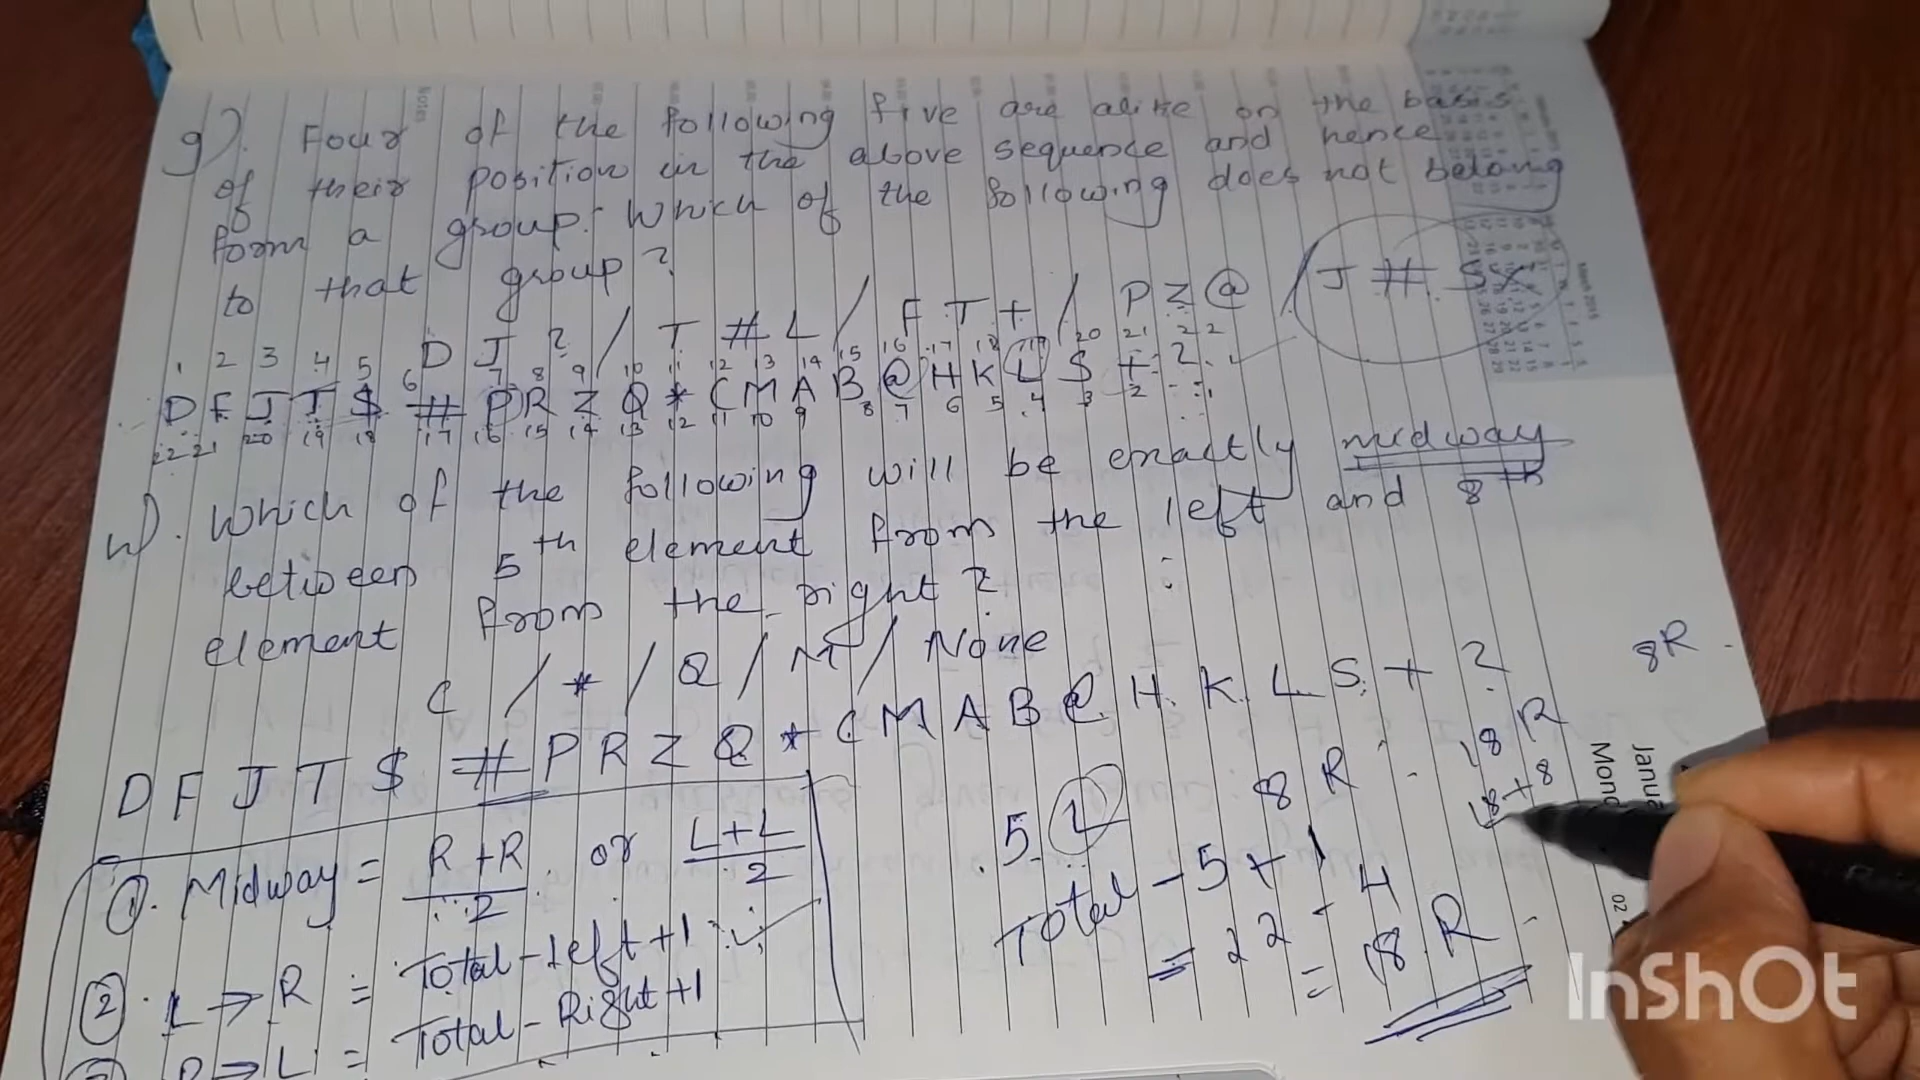 g). Four of the following five are alike on the basis
of their position in the above sequence and hence
form a group. Which of the following does not belong
to that group?
D J ? / T # L / F T + / P Z @ / J # S X
1 2 3 4 5 6 7 8 9 10 11 12 13 14 15 16 17 18 19 20 21 22
D F J T $ # P R Z Q * C M A B @ H K L S + ?
22 21 20 19 18 17 16 15 14 13 12 11 10 9 8 7 6 5 4 3 2 1
h). Which of the following will be exactly midway
between 5th element from the left and 8th
element from the right?
C / * / Q / M / None
D F J T $ # P R Z Q * C M A B @ H K L S + ?
8R
① Midway = R+R/2 or L+L/2
5 L 8 R 18 R
18+8
② L → R = Total - left + 1
Total - 5 + 1
R → L = Total - Right + 1
= 22 - 4
= 18 R
InShOt
Mond
02